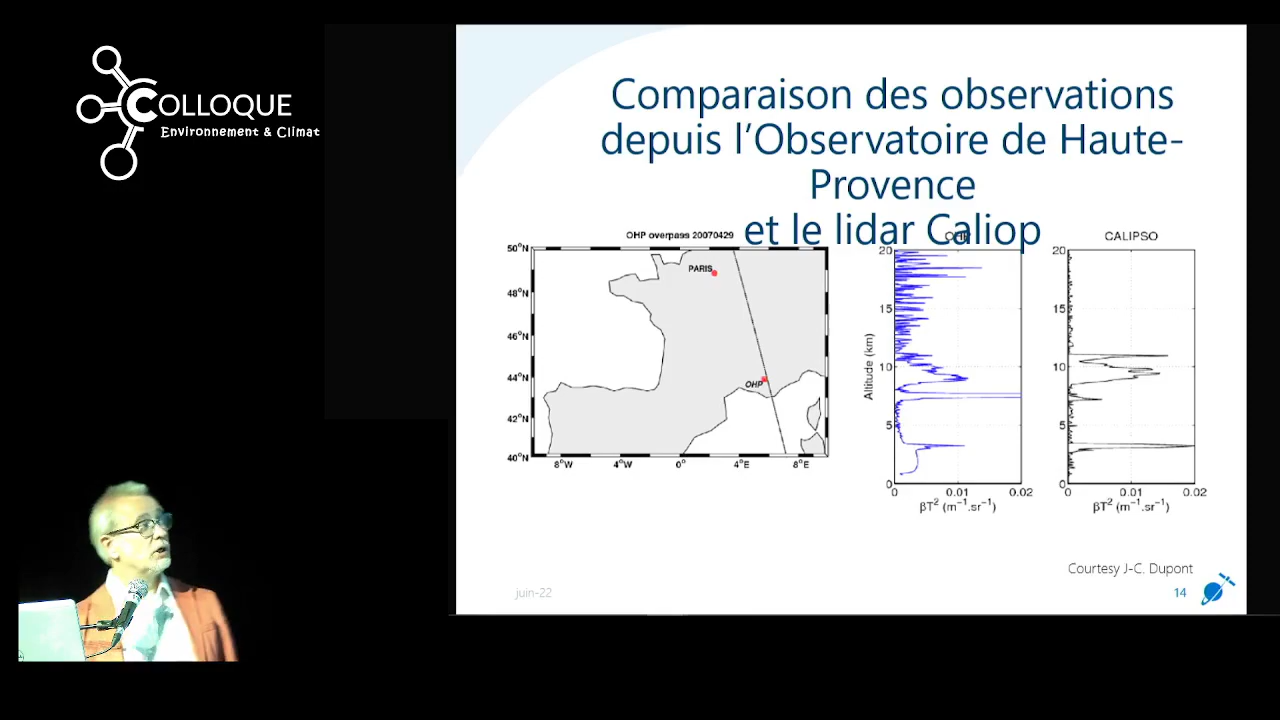 COLLOQUE
Environnement & Climat
Comparaison des observations
depuis l’Observatoire de Haute-
Provence
et le lidar Caliop
OHP overpass 20070429
50°N
48°N
46°N
44°N
42°N
40°N
8°W
4°W
0°
4°E
8°E
PARIS
OHP
OHP
20
15
10
5
0
Altitude (km)
0
0.01
0.02
βT² (m⁻¹.sr⁻¹)
CALIPSO
20
15
10
5
0
0
0.01
0.02
βT² (m⁻¹.sr⁻¹)
Courtesy J-C. Dupont
juin-22
14